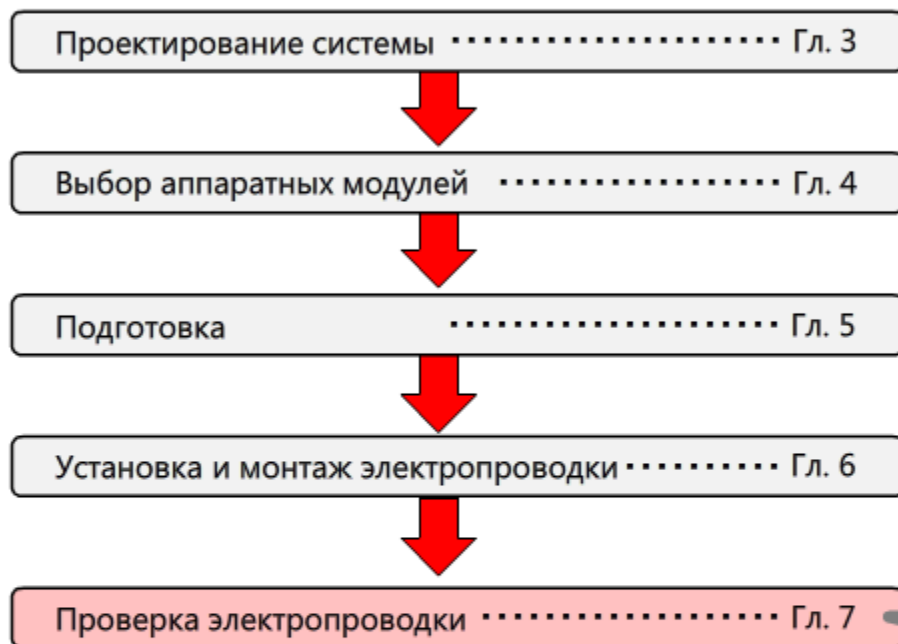 Проектирование системы ····················· Гл. 3
Выбор аппаратных модулей ·················· Гл. 4
Подготовка ····················· Гл. 5
Установка и монтаж электропроводки ·········· Гл. 6
Проверка электропроводки ··················· Гл. 7